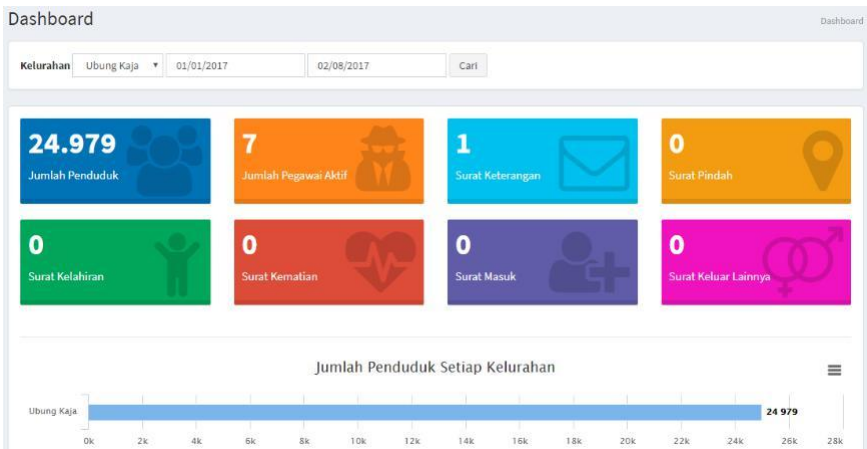 Dashboard
Dashboard
Kelurahan Ubung Kaja 01/01/2017 02/08/2017 Cari
24.979 7 1 0
Jumlah Penduduk Jumlah Pegawai Aktif Surat Keterangan Surat Pindah
0 0 0 0
Surat Kelahiran Surat Kematian Surat Masuk Surat Keluar Lainnya
Jumlah Penduduk Setiap Kelurahan
Ubung Kaja 24 979
0k 2k 4k 6k 8k 10k 12k 14k 16k 18k 20k 22k 24k 26k 28k